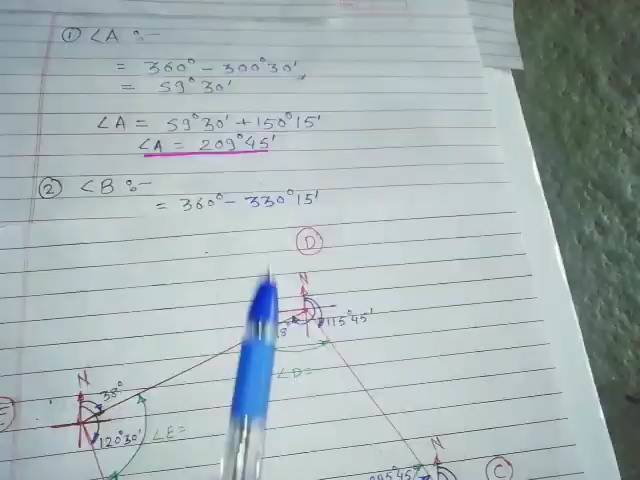 ① ∠A :-
= 360° - 300°30',
= 59°30'
∠A = 59°30' + 150°15'
∠A = 209°45'
② ∠B :-
= 360° - 330°15'
D
N
115°45'
∠D=
N
38°
E
120°30'
∠E=
N
C